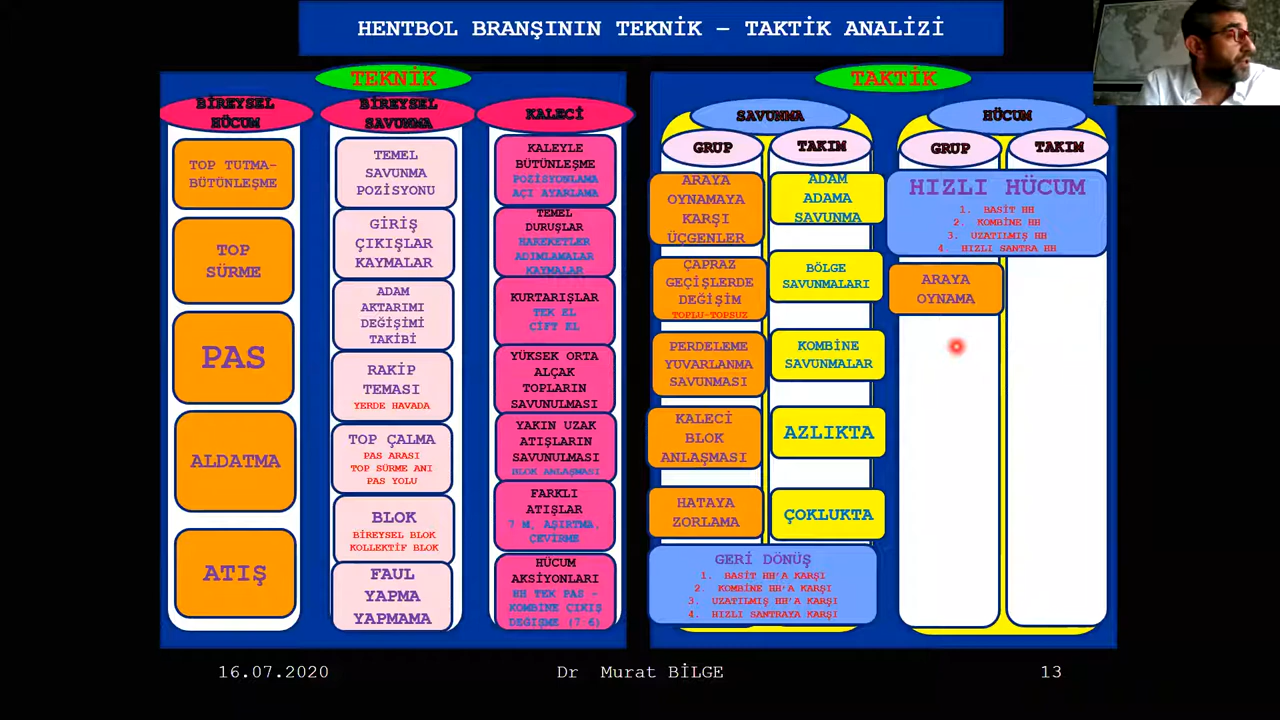 HENTBOL BRANŞININ TEKNİK – TAKTİK ANALİZİ
TEKNİK
BİREYSEL
HÜCUM
TOP TUTMA-
BÜTÜNLEŞME
TOP
SÜRME
PAS
ALDATMA
ATIŞ
BİREYSEL
SAVUNMA
TEMEL
SAVUNMA
POZİSYONU
GİRİŞ
ÇIKIŞLAR
KAYMALAR
ADAM
AKTARIMI
DEĞİŞİMİ
TAKİBİ
RAKİP
TEMASI
YERDE HAVADA
TOP ÇALMA
PAS ARASI
TOP SÜRME ANI
PAS YOLU
BLOK
BİREYSEL BLOK
KOLLEKTİF BLOK
FAUL
YAPMA
YAPMAMA
KALECİ
KALEYLE
BÜTÜNLEŞME
POZİSYONLAMA
AÇI AYARLAMA
TEMEL
DURUŞLAR
HAREKETLER
ADIMLAMALAR
KAYMALAR
KURTARIŞLAR
TEK EL
ÇİFT EL
YÜKSEK ORTA
ALÇAK
TOPLARIN
SAVUNULMASI
YAKIN UZAK
ATIŞLARIN
SAVUNULMASI
BLOK ANLAŞMASI
FARKLI
ATIŞLAR
7 M, AŞIRTMA,
ÇEVİRME
HÜCUM
AKSİYONLARI
HH TEK PAS -
KOMBİNE ÇIKIŞ
DEĞİŞME (7 6)
TAKTİK
SAVUNMA
GRUP
ARAYA
OYNAMAYA
KARŞI
ÜÇGENLER
ÇAPRAZ
GEÇİŞLERDE
DEĞİŞİM
TOPLU-TOPSUZ
PERDELEME
YUVARLANMA
SAVUNMASI
KALECİ
BLOK
ANLAŞMASI
HATAYA
ZORLAMA
TAKIM
ADAM
ADAMA
SAVUNMA
BÖLGE
SAVUNMALARI
KOMBİNE
SAVUNMALAR
AZLIKTA
ÇOKLUKTA
GERİ DÖNÜŞ
1. BASİT HH'A KARŞI
2. KOMBİNE HH'A KARŞI
3. UZATILMIŞ HH'A KARŞI
4. HIZLI SANTRAYA KARŞI
HÜCUM
GRUP
TAKIM
HIZLI HÜCUM
1. BASİT HH
2. KOMBİNE HH
3. UZATILMIŞ HH
4. HIZLI SANTRA HH
ARAYA
OYNAMA
16.07.2020
Dr Murat BİLGE
13